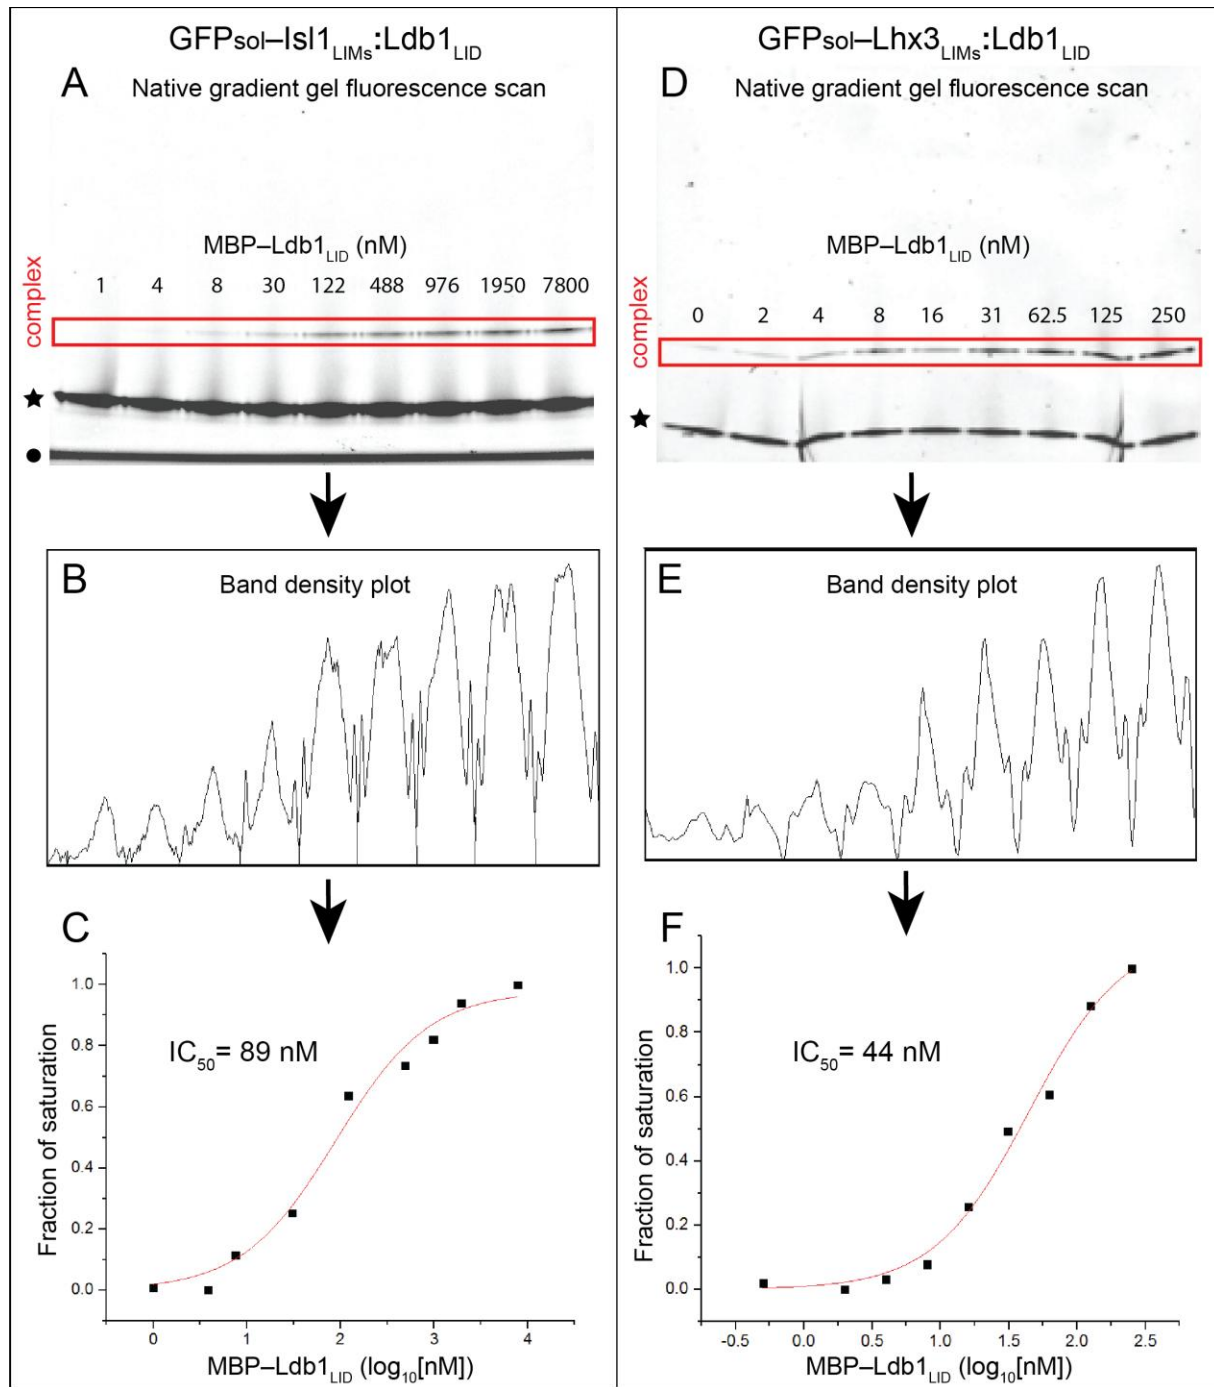 GFPsol–Isl1LIMs:Ldb1LID
A
Native gradient gel fluorescence scan
MBP–Ldb1LID (nM)
1 4 8 30 122 488 976 1950 7800
complex
B
Band density plot
C
1.0
0.8
0.6
0.4
0.2
0.0
Fraction of saturation
IC50= 89 nM
0 1 2 3 4
MBP–Ldb1LID (log10[nM])
GFPsol–Lhx3LIMs:Ldb1LID
D
Native gradient gel fluorescence scan
MBP–Ldb1LID (nM)
0 2 4 8 16 31 62.5 125 250
complex
E
Band density plot
F
1.0
0.8
0.6
0.4
0.2
0.0
Fraction of saturation
IC50= 44 nM
-0.5 0.0 0.5 1.0 1.5 2.0 2.5
MBP–Ldb1LID (log10[nM])